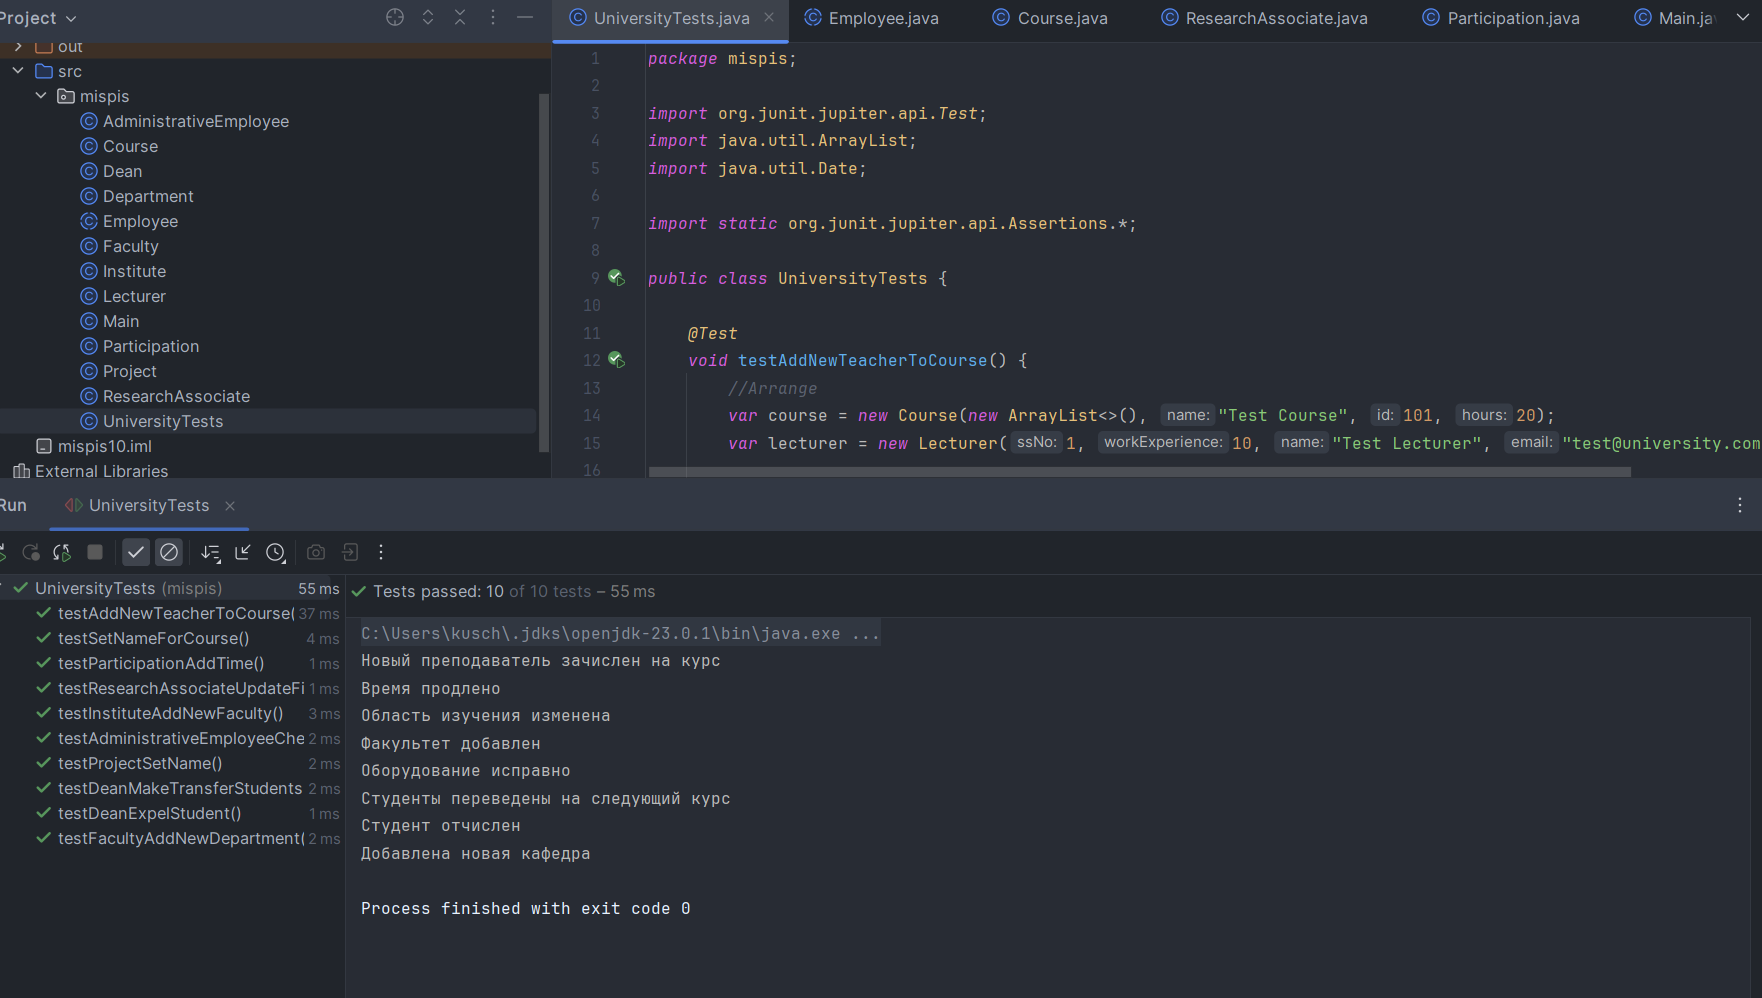 Project
UniversityTests.java
Employee.java
Course.java
ResearchAssociate.java
Participation.java
Main.jav
out
src
mispis
AdministrativeEmployee
Course
Dean
Department
Employee
Faculty
Institute
Lecturer
Main
Participation
Project
ResearchAssociate
UniversityTests
mispis10.iml
External Libraries
1 package mispis;
2
3 import org.junit.jupiter.api.Test;
4 import java.util.ArrayList;
5 import java.util.Date;
6
7 import static org.junit.jupiter.api.Assertions.*;
8
9 public class UniversityTests {
10
11 @Test
12 void testAddNewTeacherToCourse() {
13 //Arrange
14 var course = new Course(new ArrayList<>(), name: "Test Course", id: 101, hours: 20);
15 var lecturer = new Lecturer( ssNo: 1, workExperience: 10, name: "Test Lecturer", email: "test@university.com
16
Run
UniversityTests
UniversityTests (mispis) 55 ms
testAddNewTeacherToCourse( 37 ms
testSetNameForCourse() 4 ms
testParticipationAddTime() 1 ms
testResearchAssociateUpdateFi 1 ms
testInstituteAddNewFaculty() 3 ms
testAdministrativeEmployeeChe 2 ms
testProjectSetName() 2 ms
testDeanMakeTransferStudents 2 ms
testDeanExpelStudent() 1 ms
testFacultyAddNewDepartment( 2 ms
Tests passed: 10 of 10 tests – 55 ms
C:\Users\kusch\.jdks\openjdk-23.0.1\bin\java.exe ...
Новый преподаватель зачислен на курс
Время продлено
Область изучения изменена
Факультет добавлен
Оборудование исправно
Студенты переведены на следующий курс
Студент отчислен
Добавлена новая кафедра
Process finished with exit code 0